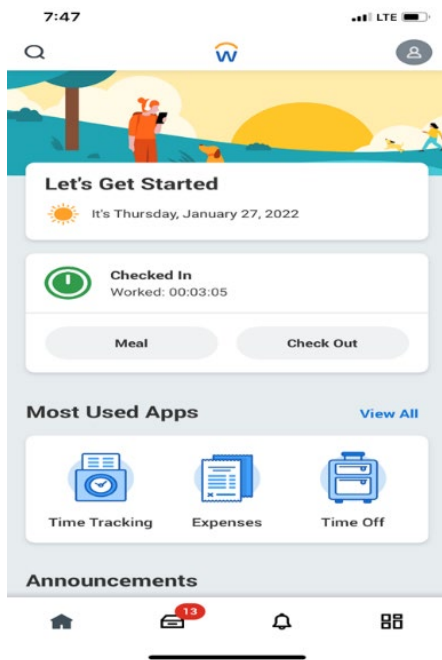 7:47 LTE
W
Let's Get Started
It's Thursday, January 27, 2022
Checked In
Worked: 00:03:05
Meal Check Out
Most Used Apps View All
Time Tracking Expenses Time Off
Announcements
13